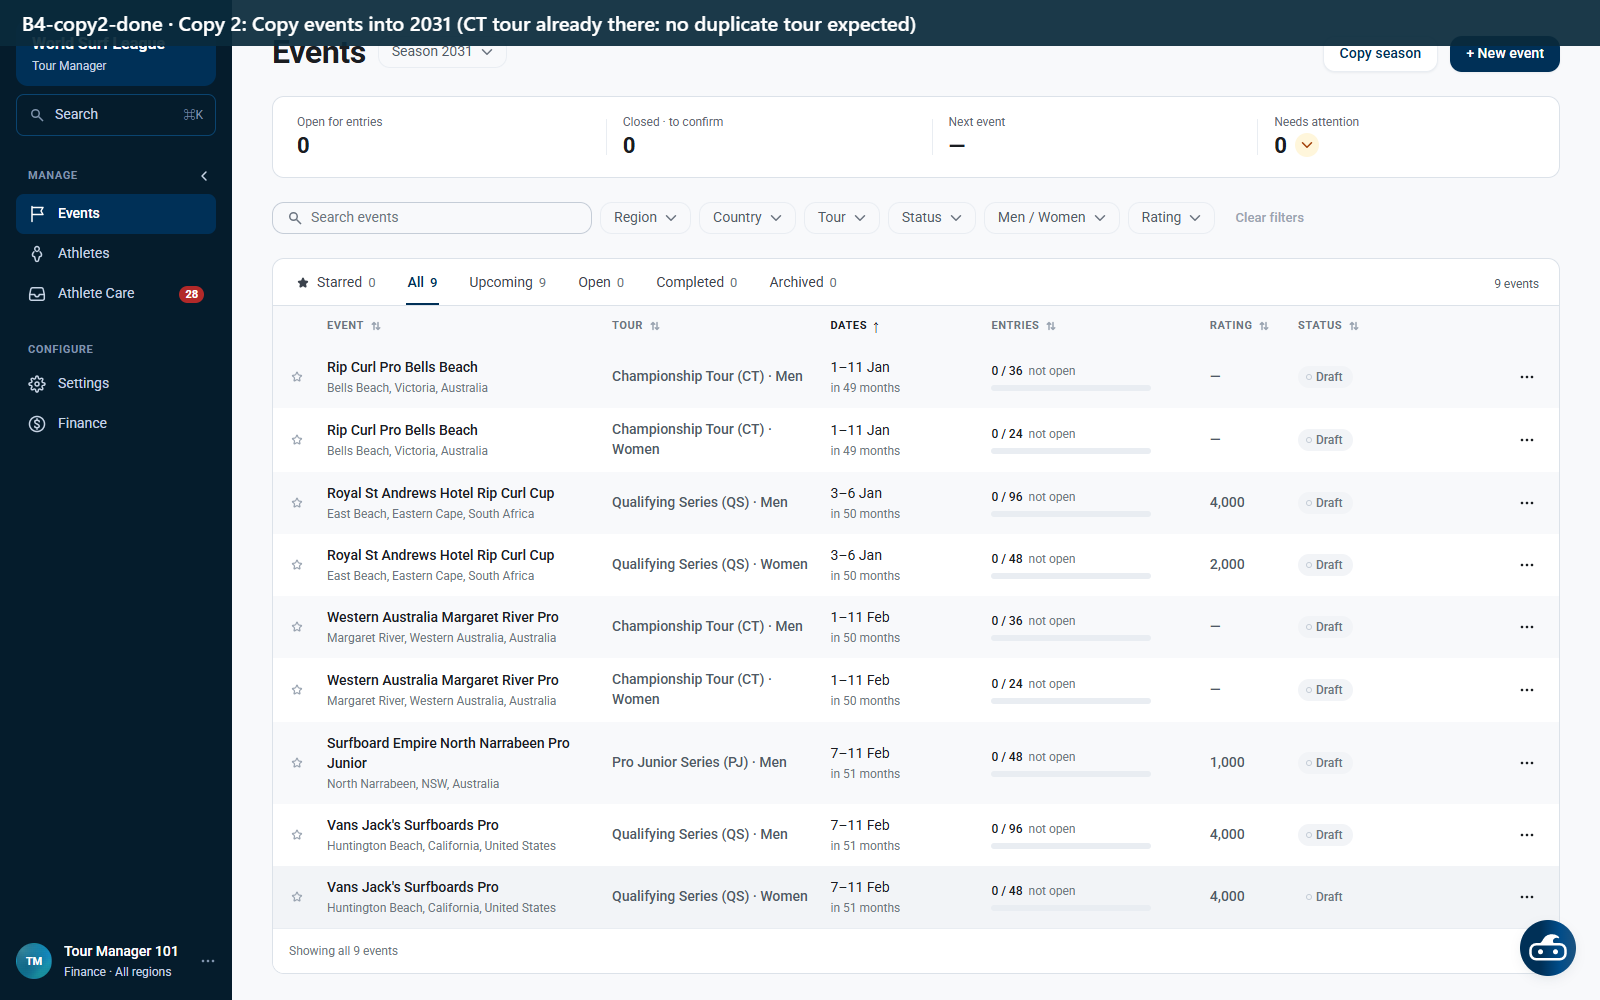 B4-copy2-done · Copy 2: Copy events into 2031 (CT tour already there: no duplicate tour expected)
World Surf League
Tour Manager
Search ⌘K
MANAGE
Events
Athletes
Athlete Care 28
CONFIGURE
Settings
Finance
TM
Tour Manager 101
Finance · All regions
Events Season 2031 Copy season + New event
Open for entries
0
Closed · to confirm
0
Next event
–
Needs attention
0
Search events Region Country Tour Status Men / Women Rating Clear filters
Starred 0 All 9 Upcoming 9 Open 0 Completed 0 Archived 0 9 events
EVENT TOUR DATES ↑ ENTRIES RATING STATUS
Rip Curl Pro Bells Beach
Bells Beach, Victoria, Australia
Championship Tour (CT) · Men
1–11 Jan
in 49 months
0 / 36 not open
–
Draft
Rip Curl Pro Bells Beach
Bells Beach, Victoria, Australia
Championship Tour (CT) ·
Women
1–11 Jan
in 49 months
0 / 24 not open
–
Draft
Royal St Andrews Hotel Rip Curl Cup
East Beach, Eastern Cape, South Africa
Qualifying Series (QS) · Men
3–6 Jan
in 50 months
0 / 96 not open
4,000
Draft
Royal St Andrews Hotel Rip Curl Cup
East Beach, Eastern Cape, South Africa
Qualifying Series (QS) · Women
3–6 Jan
in 50 months
0 / 48 not open
2,000
Draft
Western Australia Margaret River Pro
Margaret River, Western Australia, Australia
Championship Tour (CT) · Men
1–11 Feb
in 50 months
0 / 36 not open
–
Draft
Western Australia Margaret River Pro
Margaret River, Western Australia, Australia
Championship Tour (CT) ·
Women
1–11 Feb
in 50 months
0 / 24 not open
–
Draft
Surfboard Empire North Narrabeen Pro
Junior
North Narrabeen, NSW, Australia
Pro Junior Series (PJ) · Men
7–11 Feb
in 51 months
0 / 48 not open
1,000
Draft
Vans Jack's Surfboards Pro
Huntington Beach, California, United States
Qualifying Series (QS) · Men
7–11 Feb
in 51 months
0 / 96 not open
4,000
Draft
Vans Jack's Surfboards Pro
Huntington Beach, California, United States
Qualifying Series (QS) · Women
7–11 Feb
in 51 months
0 / 48 not open
4,000
Draft
Showing all 9 events